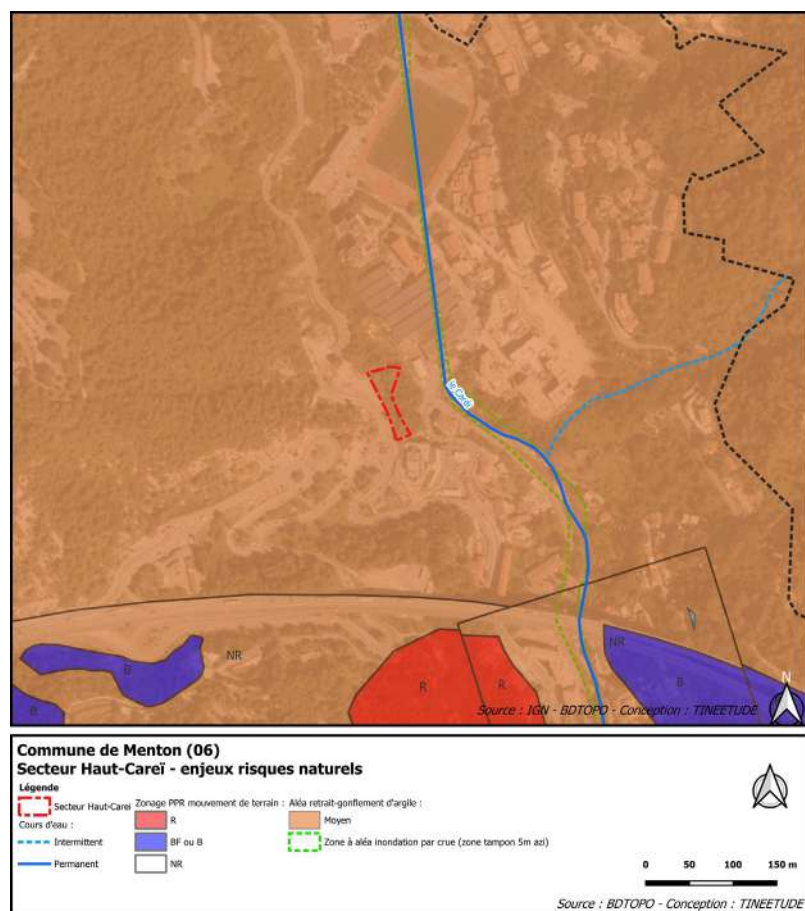 le Careï
NR
B
B
R
R
NR
B
N
Source : IGN - BDTOPO - Conception : TINEETUDE
Commune de Menton (06)
Secteur Haut-Careï - enjeux risques naturels
Légende
Secteur Haut-Careï
Zonage PPR mouvement de terrain :
Aléa retrait-gonflement d'argile :
R
Moyen
Cours d'eau :
Intermittent
BF ou B
Zone à aléa inondation par crue (zone tampon 5m azi)
Permanent
NR
0 50 100 150 m
Source : BDTOPO - Conception : TINEETUDE